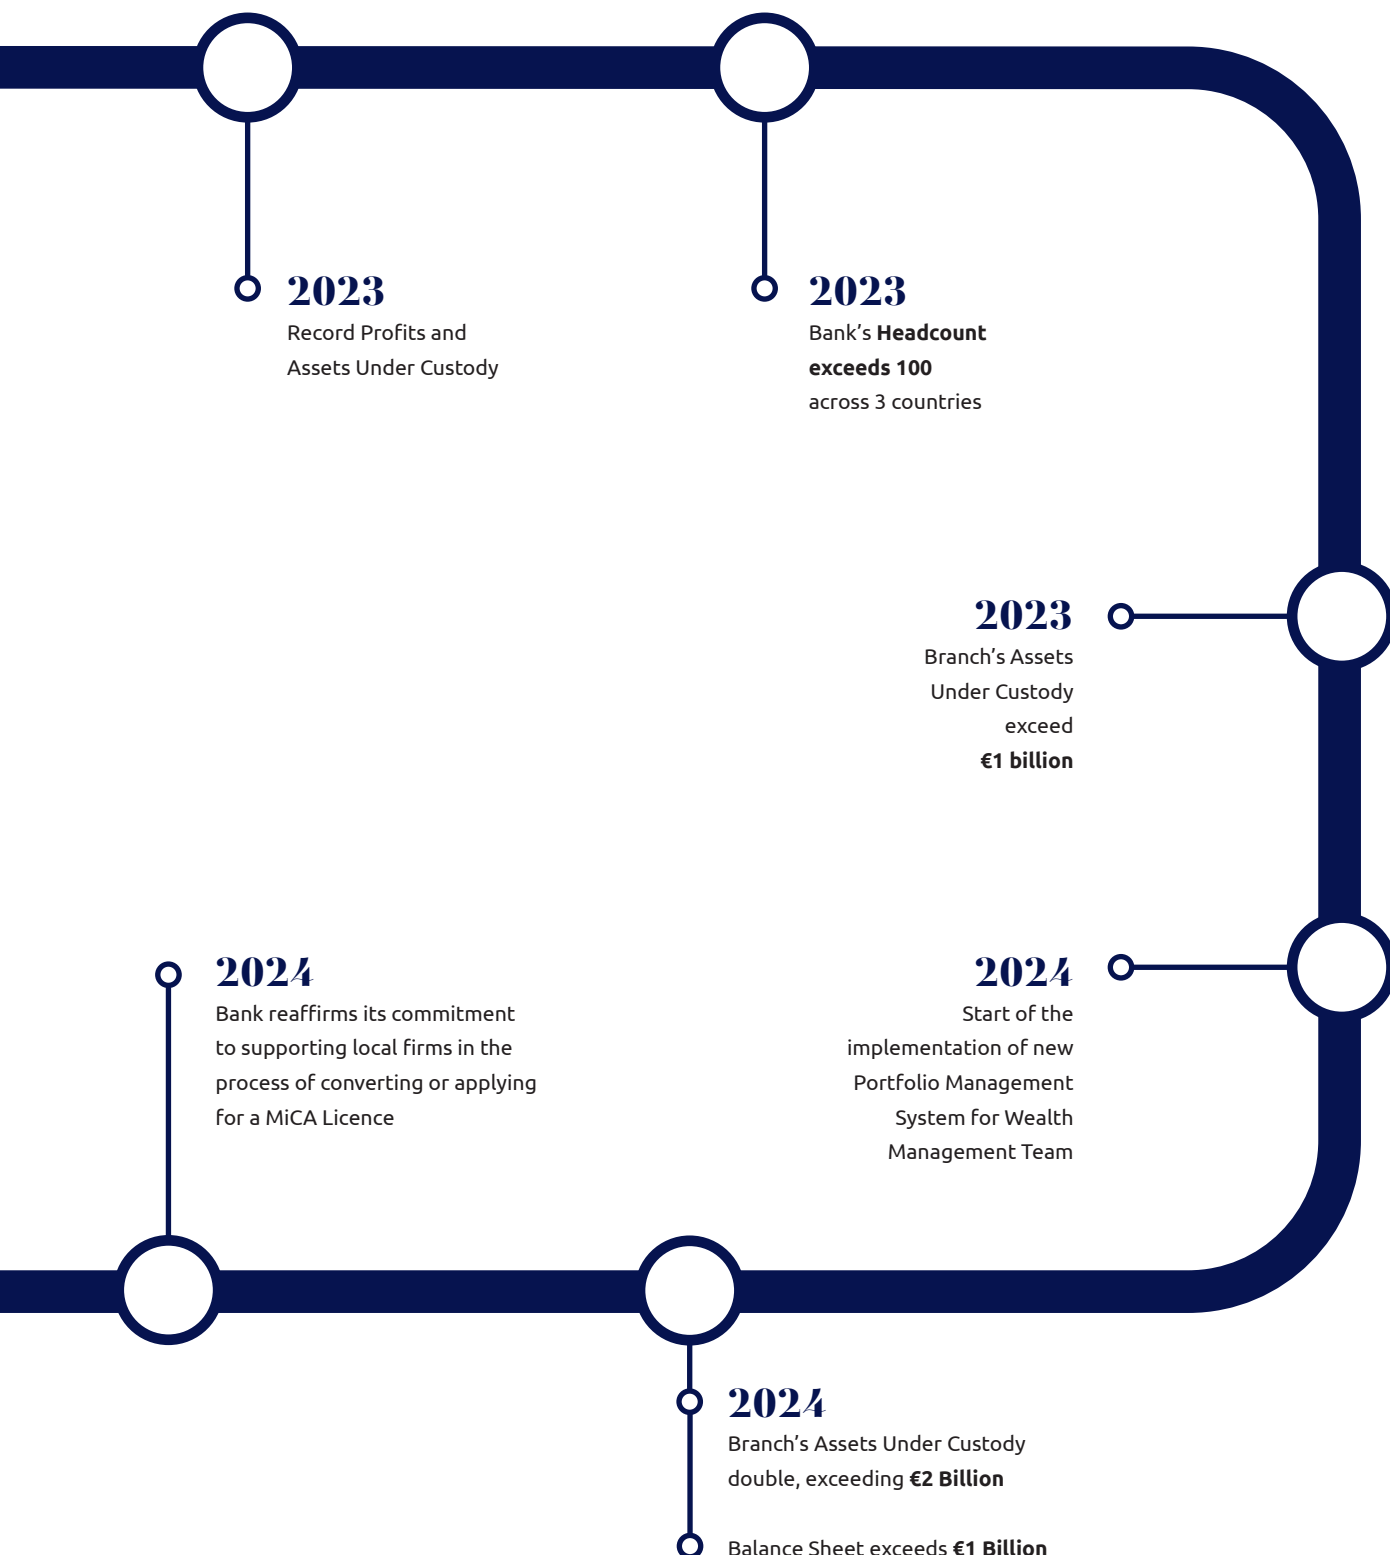 2023
Record Profits and
Assets Under Custody
2023
Bank’s Headcount
exceeds 100
across 3 countries
2023
Branch’s Assets
Under Custody
exceed
€1 billion
2024
Start of the
implementation of new
Portfolio Management
System for Wealth
Management Team
2024
Branch’s Assets Under Custody
double, exceeding €2 Billion
Balance Sheet exceeds €1 Billion
2024
Bank reaffirms its commitment
to supporting local firms in the
process of converting or applying
for a MiCA Licence